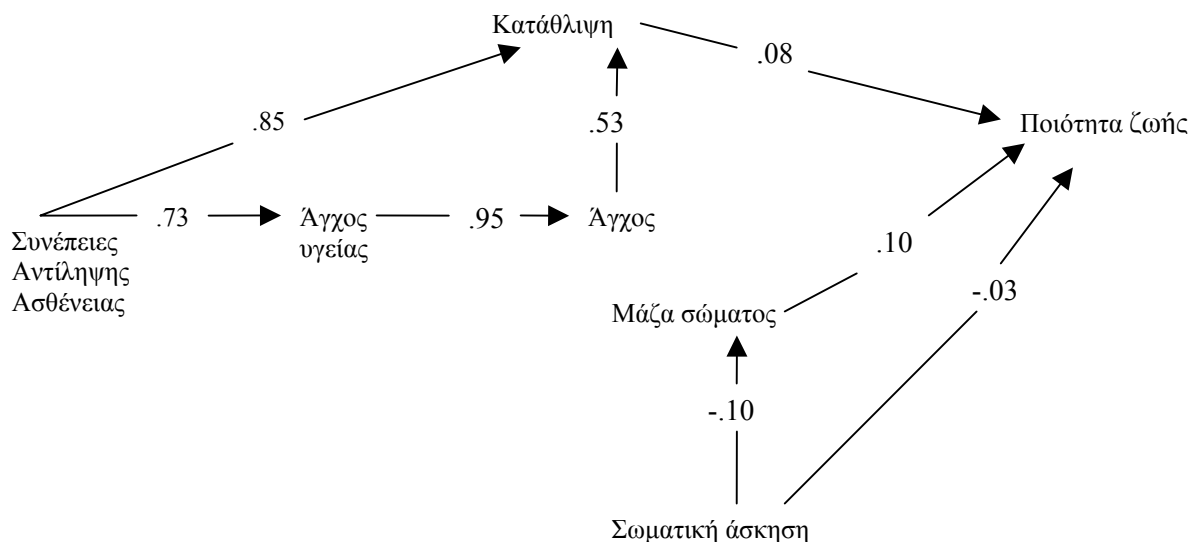 Κατάθλιψη
.08
.85
.53
Ποιότητα ζωής
.73
Άγχος
υγείας
.95
Άγχος
Συνέπειες
Αντίληψης
Ασθένειας
.10
-.03
Μάζα σώματος
-.10
Σωματική άσκηση